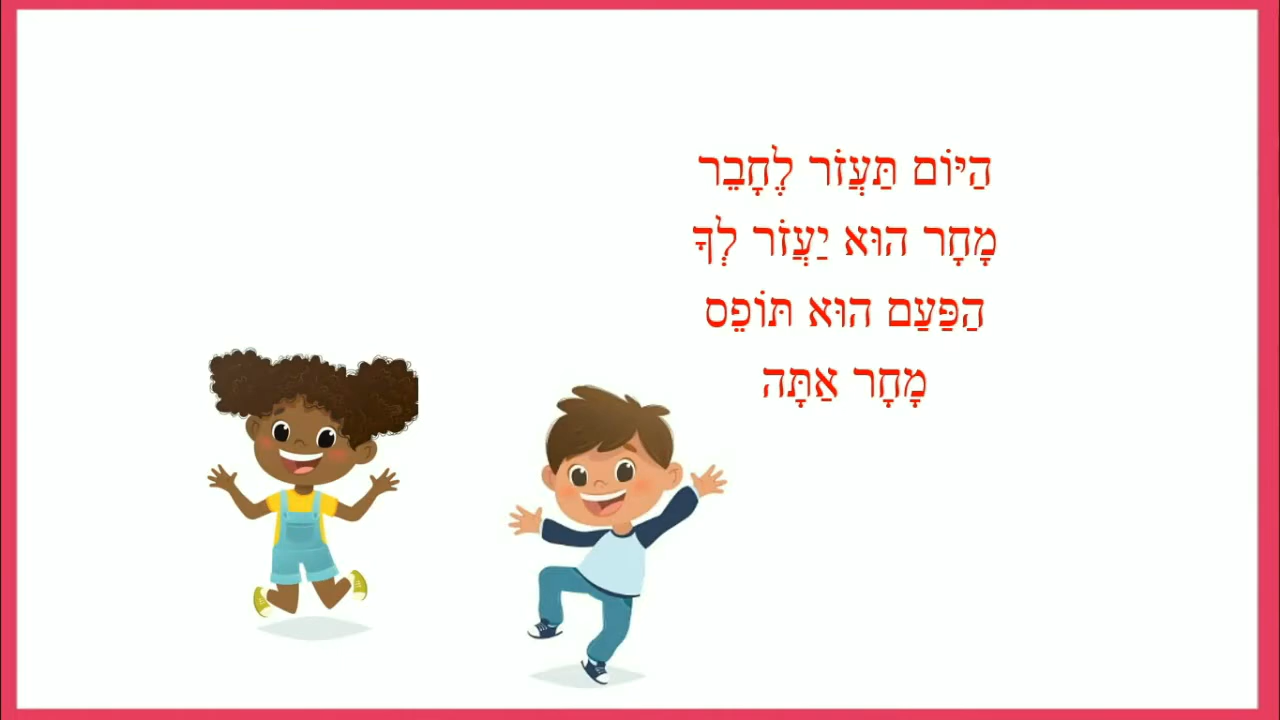 הַיּוֹם תַּעֲזֹר לֶחָבֵר
מָחָר הוּא יַעֲזֹר לְךָ
הַפַּעַם הוּא תּוֹפֵס
מָחָר אַתָּה